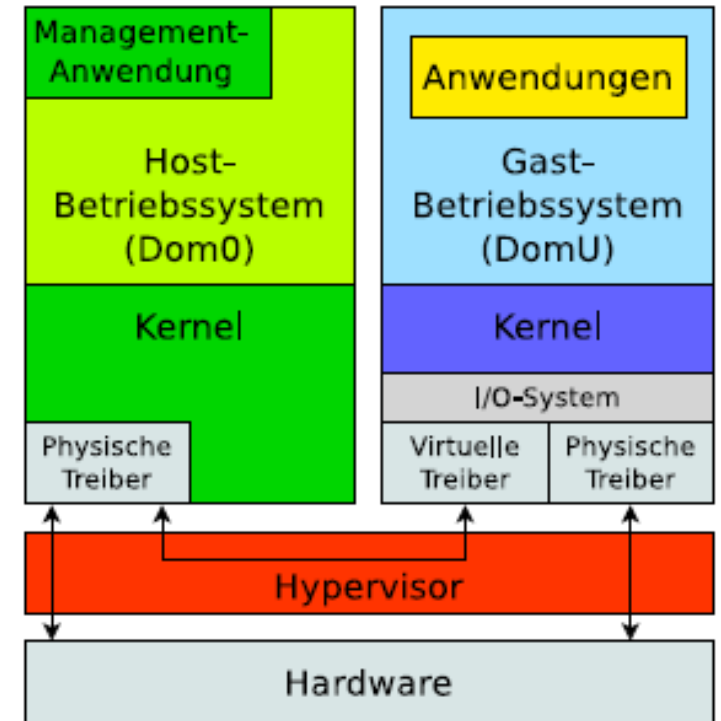 Management-
Anwendung
Host-
Betriebssystem
(Dom0)
Kernel
Physische
Treiber
Anwendungen
Gast-
Betriebssystem
(DomU)
Kernel
I/O-System
Virtuelle
Treiber
Physische
Treiber
Hypervisor
Hardware